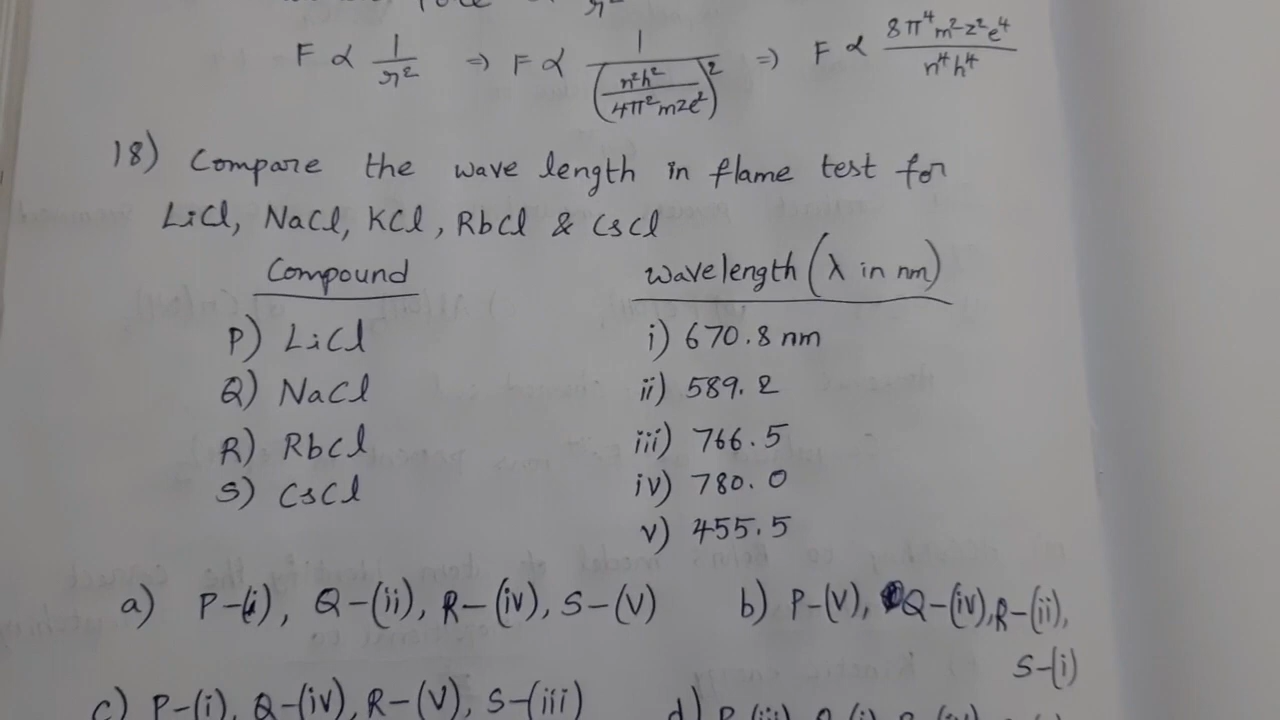 F ∝ 1/r² ⇒ F ∝ 1/(n²h²/4π²mze²)² ⇒ F ∝ 8π⁴m²z²e⁴/n⁴h⁴
18) Compare the wave length in flame test for
LiCl, NaCl, KCl, RbCl & CsCl
Compound wavelength (λ in nm)
P) LiCl i) 670.8 nm
Q) NaCl ii) 589.2
R) RbCl iii) 766.5
S) CsCl iv) 780.0
v) 455.5
a) P-(i), Q-(ii), R-(iv), S-(V) b) P-(V), Q-(iv), R-(ii),
S-(i)
c) P-(i), Q-(iv), R-(V), S-(iii) d)